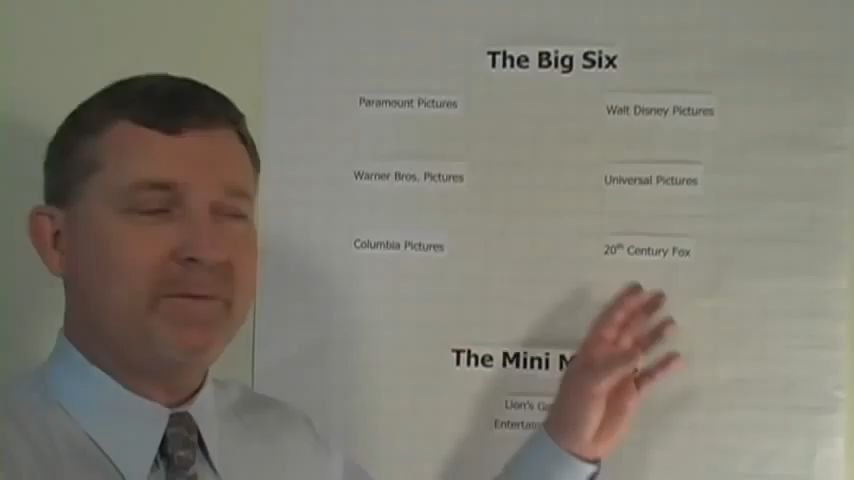 The Big Six
Paramount Pictures
Walt Disney Pictures
Warner Bros. Pictures
Universal Pictures
Columbia Pictures
20th Century Fox
The Mini
Lion's